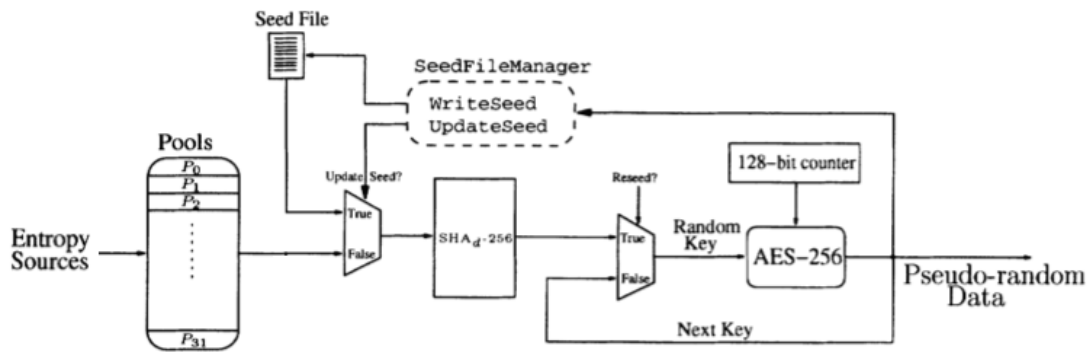 Seed File
SeedFileManager
WriteSeed
UpdateSeed
Pools
P₀
P₁
P₂
P₃₁
Entropy
Sources
Update Seed?
True
False
SHA_d-256
Reseed?
True
False
Random
Key
128-bit counter
AES-256
Next Key
Pseudo-random
Data